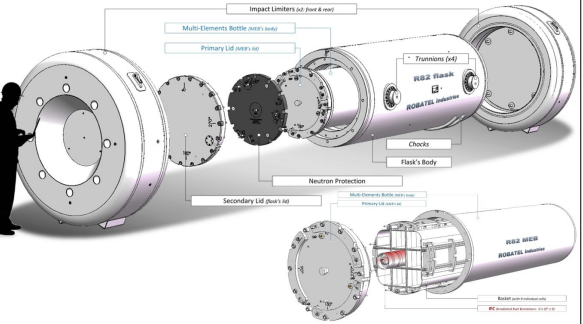 Impact Limiters (x2: front & rear)
Multi-Elements Bottle (MEB's body)
Primary Lid (MEB's lid)
Trunnions (x4)
R82 flask
ROBATEL Industries
Chocks
Flask's Body
Neutron Protection
Secondary Lid (flask's lid)
Multi-Elements Bottle (MEB's body)
Primary Lid (MEB's lid)
R82 MEB
ROBATEL Industries
Basket
IFC